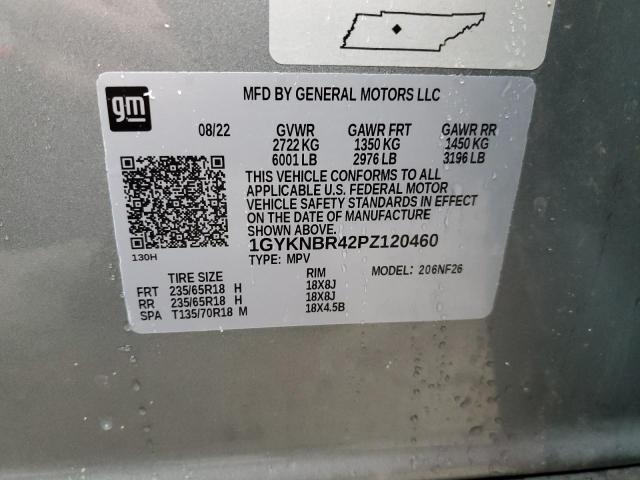 gm
MFD BY GENERAL MOTORS LLC
08/22 GVWR GAWR FRT GAWR RR
2722 KG 1350 KG 1450 KG
6001 LB 2976 LB 3196 LB
THIS VEHICLE CONFORMS TO ALL
APPLICABLE U.S. FEDERAL MOTOR
VEHICLE SAFETY STANDARDS IN EFFECT
ON THE DATE OF MANUFACTURE
SHOWN ABOVE.
1GYKNBR42PZ120460
130H
TYPE: MPV MODEL: 206NF26
TIRE SIZE RIM
FRT 235/65R18 H 18X8J
RR 235/65R18 H 18X8J
SPA T135/70R18 M 18X4.5B